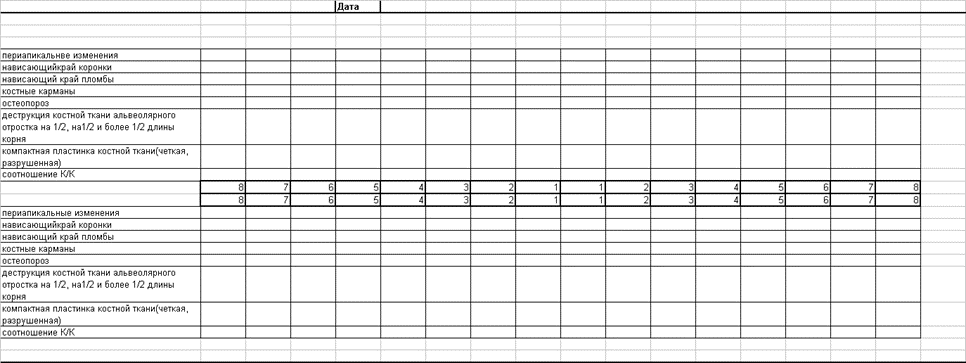 Дата
периапикальнве изменения
нависающийкрай коронки
нависающий край пломбы
костные карманы
остеопороз
деструкция костной ткани альвеолярного
отростка на 1/2, на1/2 и более 1/2 длины
корня
компактная пластинка костной ткани(четкая,
разрушенная)
соотношение К/К
8 7 6 5 4 3 2 1 1 2 3 4 5 6 7 8
8 7 6 5 4 3 2 1 1 2 3 4 5 6 7 8
периапикальные изменения
нависающийкрай коронки
нависающий край пломбы
костные карманы
остеопороз
деструкция костной ткани альвеолярного
отростка на 1/2, на1/2 и более 1/2 длины
корня
компактная пластинка костной ткани(четкая,
разрушенная)
соотношение К/К